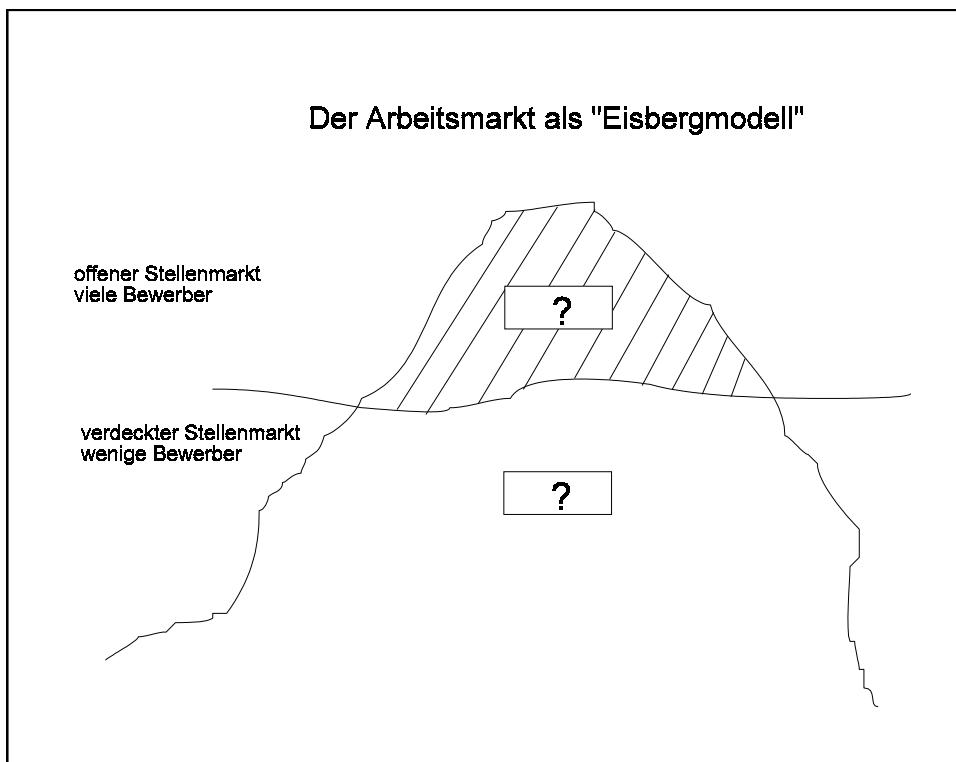 Der Arbeitsmarkt als "Eisbergmodell"
offener Stellenmarkt
viele Bewerber
?
verdeckter Stellenmarkt
wenige Bewerber
?